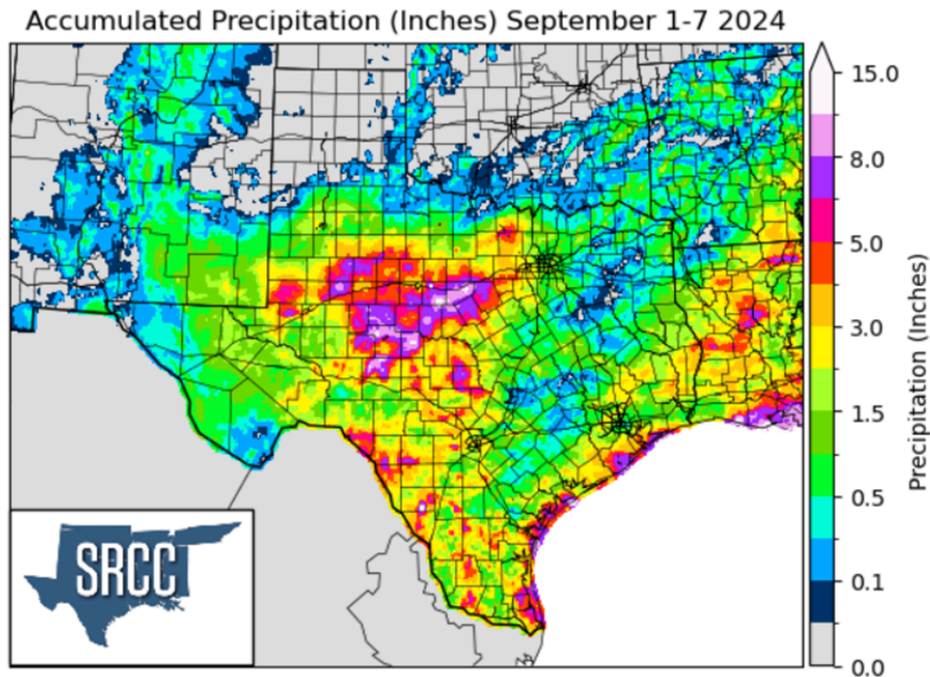 Accumulated Precipitation (Inches) September 1-7 2024
15.0
8.0
5.0
3.0
1.5
0.5
0.1
0.0
Precipitation (Inches)
SRCC